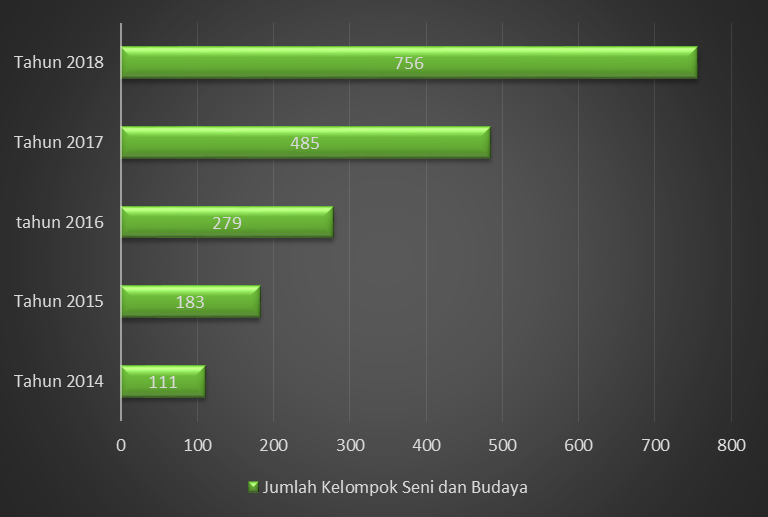 Tahun 2018
756
Tahun 2017
485
tahun 2016
279
Tahun 2015
183
Tahun 2014
111
0 100 200 300 400 500 600 700 800
Jumlah Kelompok Seni dan Budaya